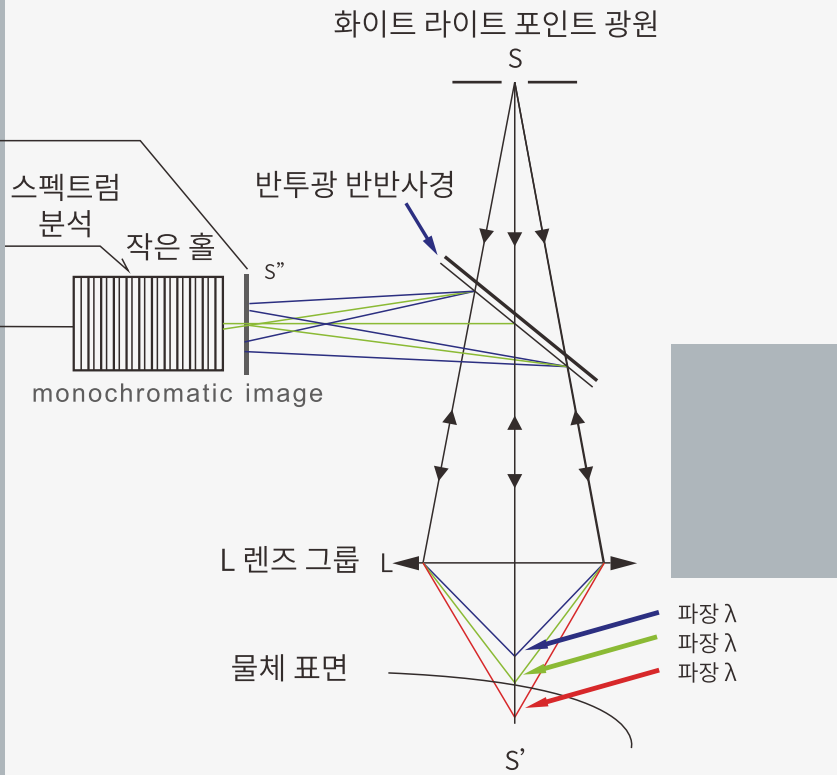 화이트 라이트 포인트 광원
S
반투광 반반사경
스펙트럼
분석
작은 홀
S”
monochromatic image
L 렌즈 그룹
L
파장 λ
파장 λ
파장 λ
물체 표면
S’